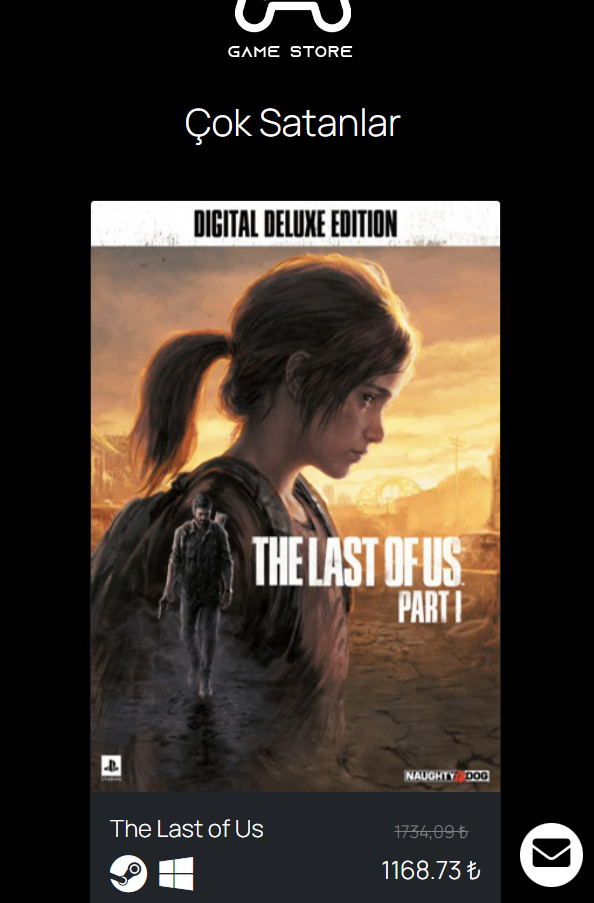 GAME STORE
Çok Satanlar
DIGITAL DELUXE EDITION
THE LAST OF US
PART I
NAUGHTY DOG
The Last of Us
1734,09 ₺
1168.73 ₺